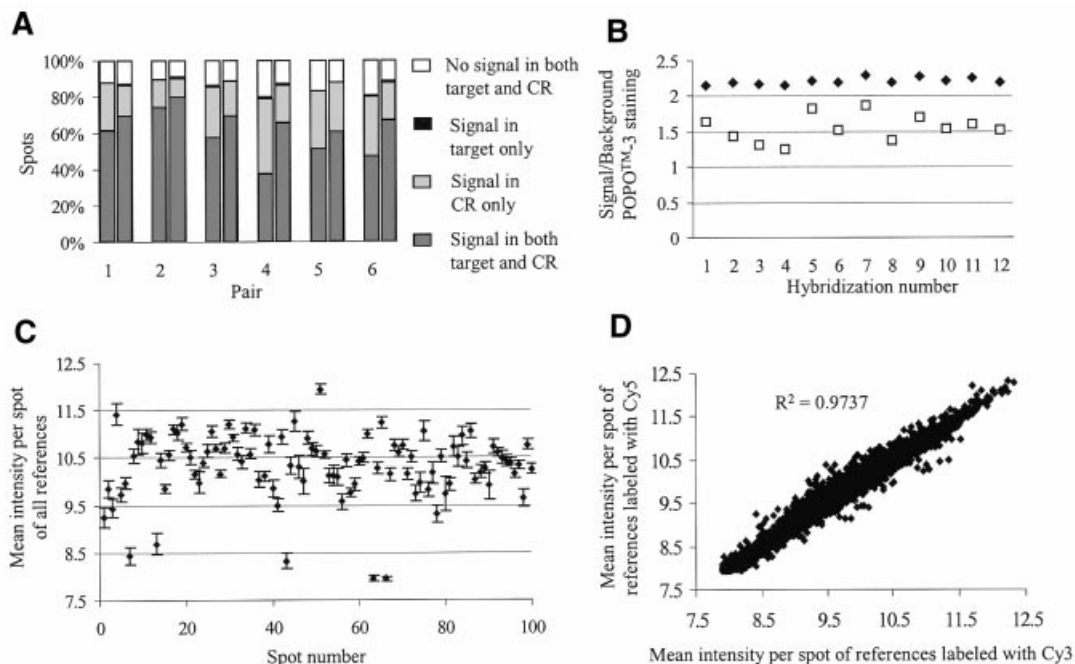 A
100%
80%
60%
40%
20%
0%
Spots
1 2 3 4 5 6
Pair
No signal in both
target and CR
Signal in
target only
Signal in
CR only
Signal in both
target and CR
B
2.5
2
1.5
1
0.5
0
Signal/Background
POPO™-3 staining
1 2 3 4 5 6 7 8 9 10 11 12
Hybridization number
C
12.5
11.5
10.5
9.5
8.5
7.5
Mean intensity per spot
of all references
0 20 40 60 80 100
Spot number
D
12.5
11.5
10.5
9.5
8.5
7.5
Mean intensity per spot of
references labeled with Cy5
R² = 0.9737
7.5 8.5 9.5 10.5 11.5 12.5
Mean intensity per spot of references labeled with Cy3